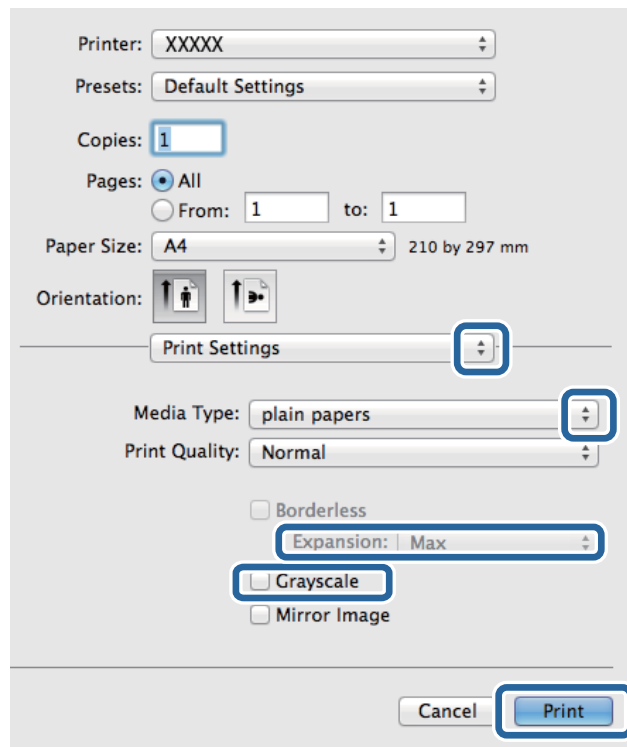 Printer: XXXXX
Presets: Default Settings
Copies: 1
Pages: All
From: 1 to: 1
Paper Size: A4 210 by 297 mm
Orientation:
Print Settings
Media Type: plain papers
Print Quality: Normal
Borderless
Expansion: Max
Grayscale
Mirror Image
Cancel Print